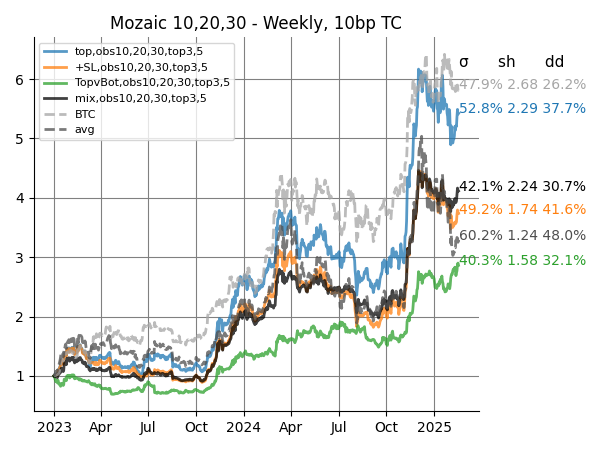 Mozaic 10,20,30 - Weekly, 10bp TC
top,obs10,20,30,top3,5
+SL,obs10,20,30,top3,5
TopvBot,obs10,20,30,top3,5
mix,obs10,20,30,top3,5
BTC
avg
σ sh dd
47.9% 2.68 26.2%
52.8% 2.29 37.7%
42.1% 2.24 30.7%
49.2% 1.74 41.6%
60.2% 1.24 48.0%
40.3% 1.58 32.1%
6
5
4
3
2
1
2023 Apr Jul Oct 2024 Apr Jul Oct 2025